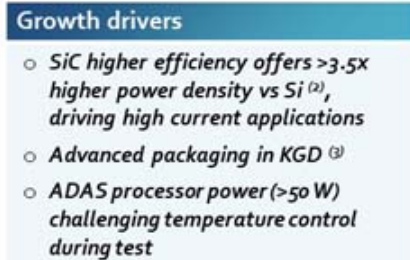 Growth drivers
○ SiC higher efficiency offers >3.5x
higher power density vs Si (2),
driving high current applications
○ Advanced packaging in KGD (3)
○ ADAS processor power (>50 W)
challenging temperature control
during test